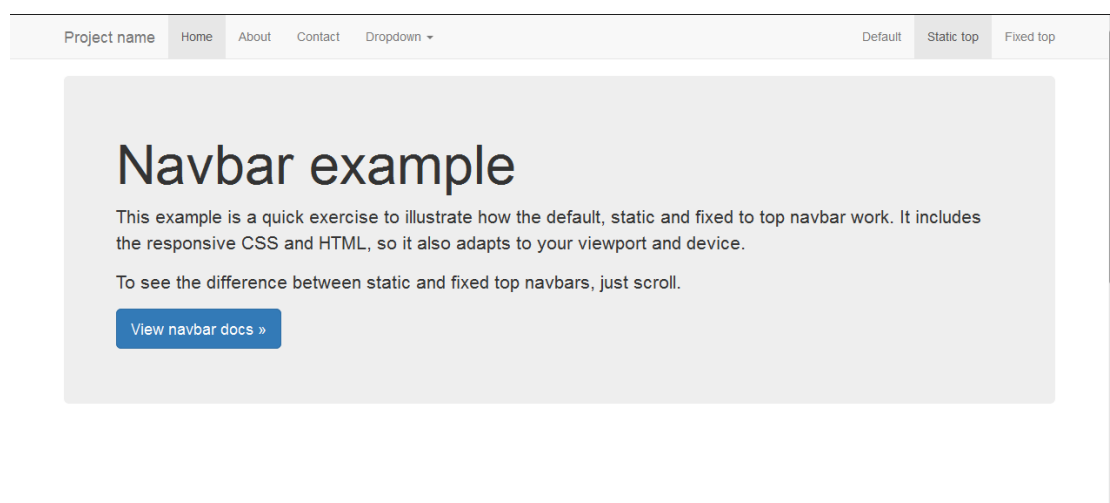 Project name Home About Contact Dropdown Default Static top Fixed top
Navbar example
This example is a quick exercise to illustrate how the default, static and fixed to top navbar work. It includes
the responsive CSS and HTML, so it also adapts to your viewport and device.
To see the difference between static and fixed top navbars, just scroll.
View navbar docs »